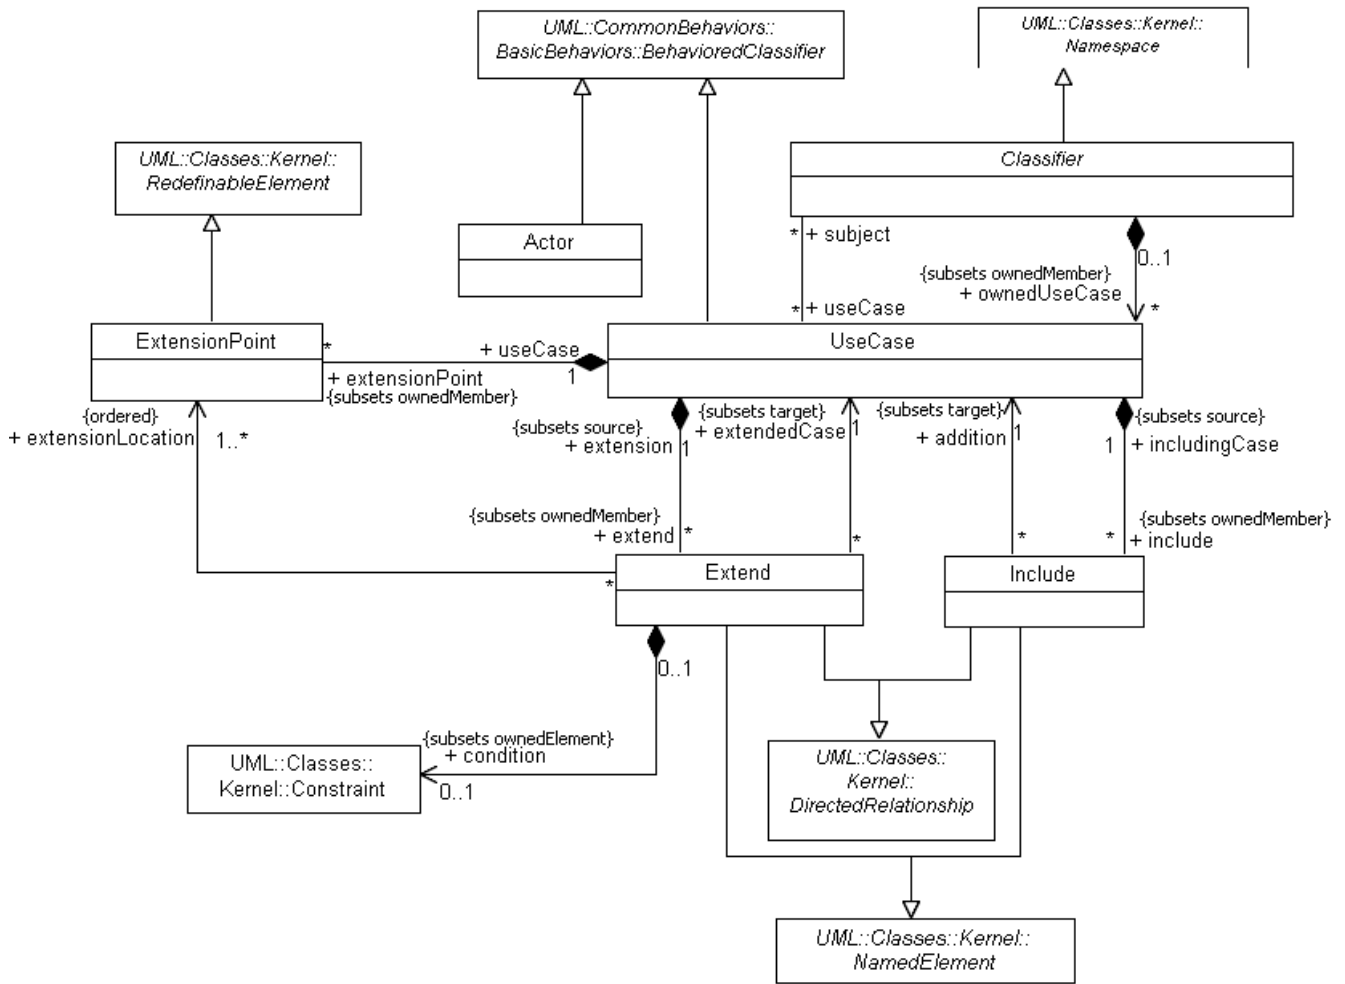 UML::CommonBehaviors::
BasicBehaviors::BehavioredClassifier
UML::Classes::Kernel::
Namespace
UML::Classes::Kernel::
RedefinableElement
Classifier
Actor
* + subject
0..1
{subsets ownedMember}
+ ownedUseCase
*
* + useCase
ExtensionPoint
*
+ useCase
1
UseCase
+ extensionPoint
{subsets ownedMember}
{ordered}
+ extensionLocation
1..*
{subsets source}
+ extension
1
{subsets target}
+ extendedCase
1
{subsets target}
+ addition
1
{subsets source}
1
+ includingCase
{subsets ownedMember}
+ extend
*
*
*
*
{subsets ownedMember}
+ include
*
Extend
Include
0..1
{subsets ownedElement}
+ condition
0..1
UML::Classes::
Kernel::Constraint
UML::Classes::
Kernel::
DirectedRelationship
UML::Classes::Kernel::
NamedElement